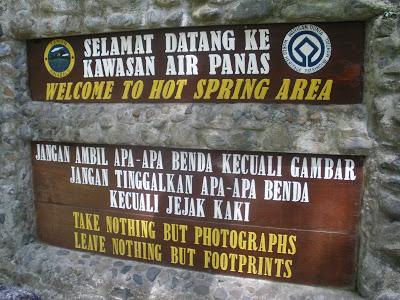 SELAMAT DATANG KE
KAWASAN AIR PANAS
WELCOME TO HOT SPRING AREA
JANGAN AMBIL APA-APA BENDA KECUALI GAMBAR
JANGAN TINGGALKAN APA-APA BENDA
KECUALI JEJAK KAKI
TAKE NOTHING BUT PHOTOGRAPHS
LEAVE NOTHING BUT FOOTPRINTS